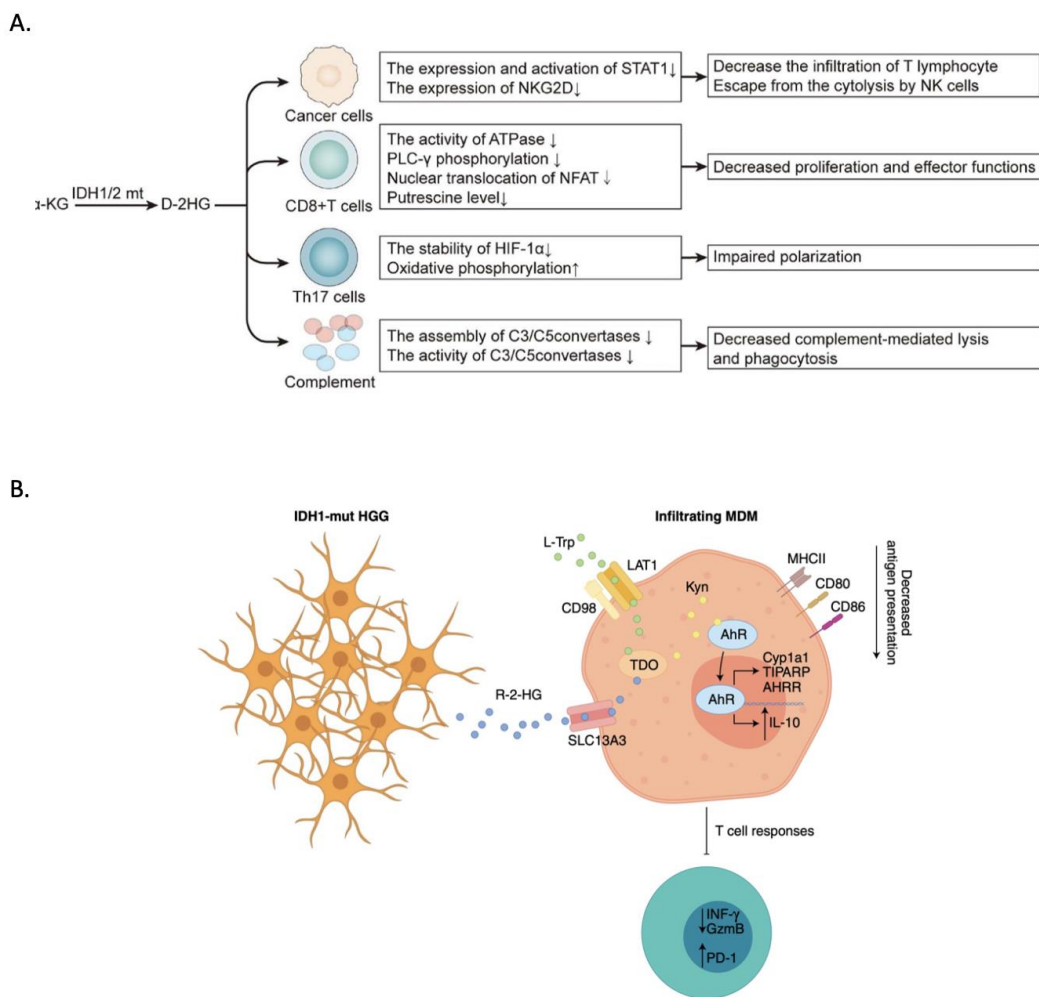 A.
The expression and activation of STAT1↓
The expression of NKG2D↓
Decrease the infiltration of T lymphocyte
Escape from the cytolysis by NK cells
Cancer cells
The activity of ATPase ↓
PLC-γ phosphorylation ↓
Nuclear translocation of NFAT ↓
Putrescine level↓
Decreased proliferation and effector functions
CD8+T cells
α-KG
IDH1/2 mt
D-2HG
The stability of HIF-1α↓
Oxidative phosphorylation↑
Impaired polarization
Th17 cells
The assembly of C3/C5convertases ↓
The activity of C3/C5convertases ↓
Decreased complement-mediated lysis
and phagocytosis
Complement
B.
IDH1-mut HGG
Infiltrating MDM
L-Trp
LAT1
CD98
Kyn
MHCII
CD80
CD86
Decreased
antigen presentation
AhR
TDO
Cyp1a1
TIPARP
AHRR
AhR
IL-10
R-2-HG
SLC13A3
T cell responses
INF-γ
GzmB
PD-1